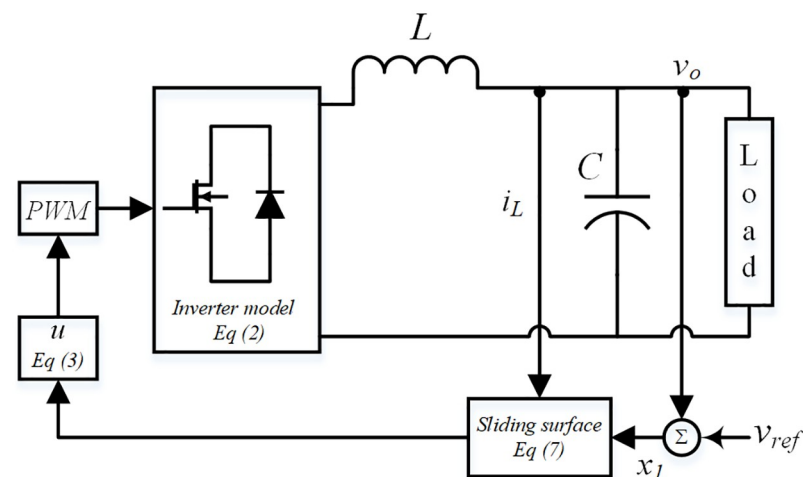 L
v_o
C
i_L
L
o
a
d
PWM
Inverter model
Eq (2)
u
Eq (3)
Sliding surface
Eq (7)
Σ
v_ref
x_1